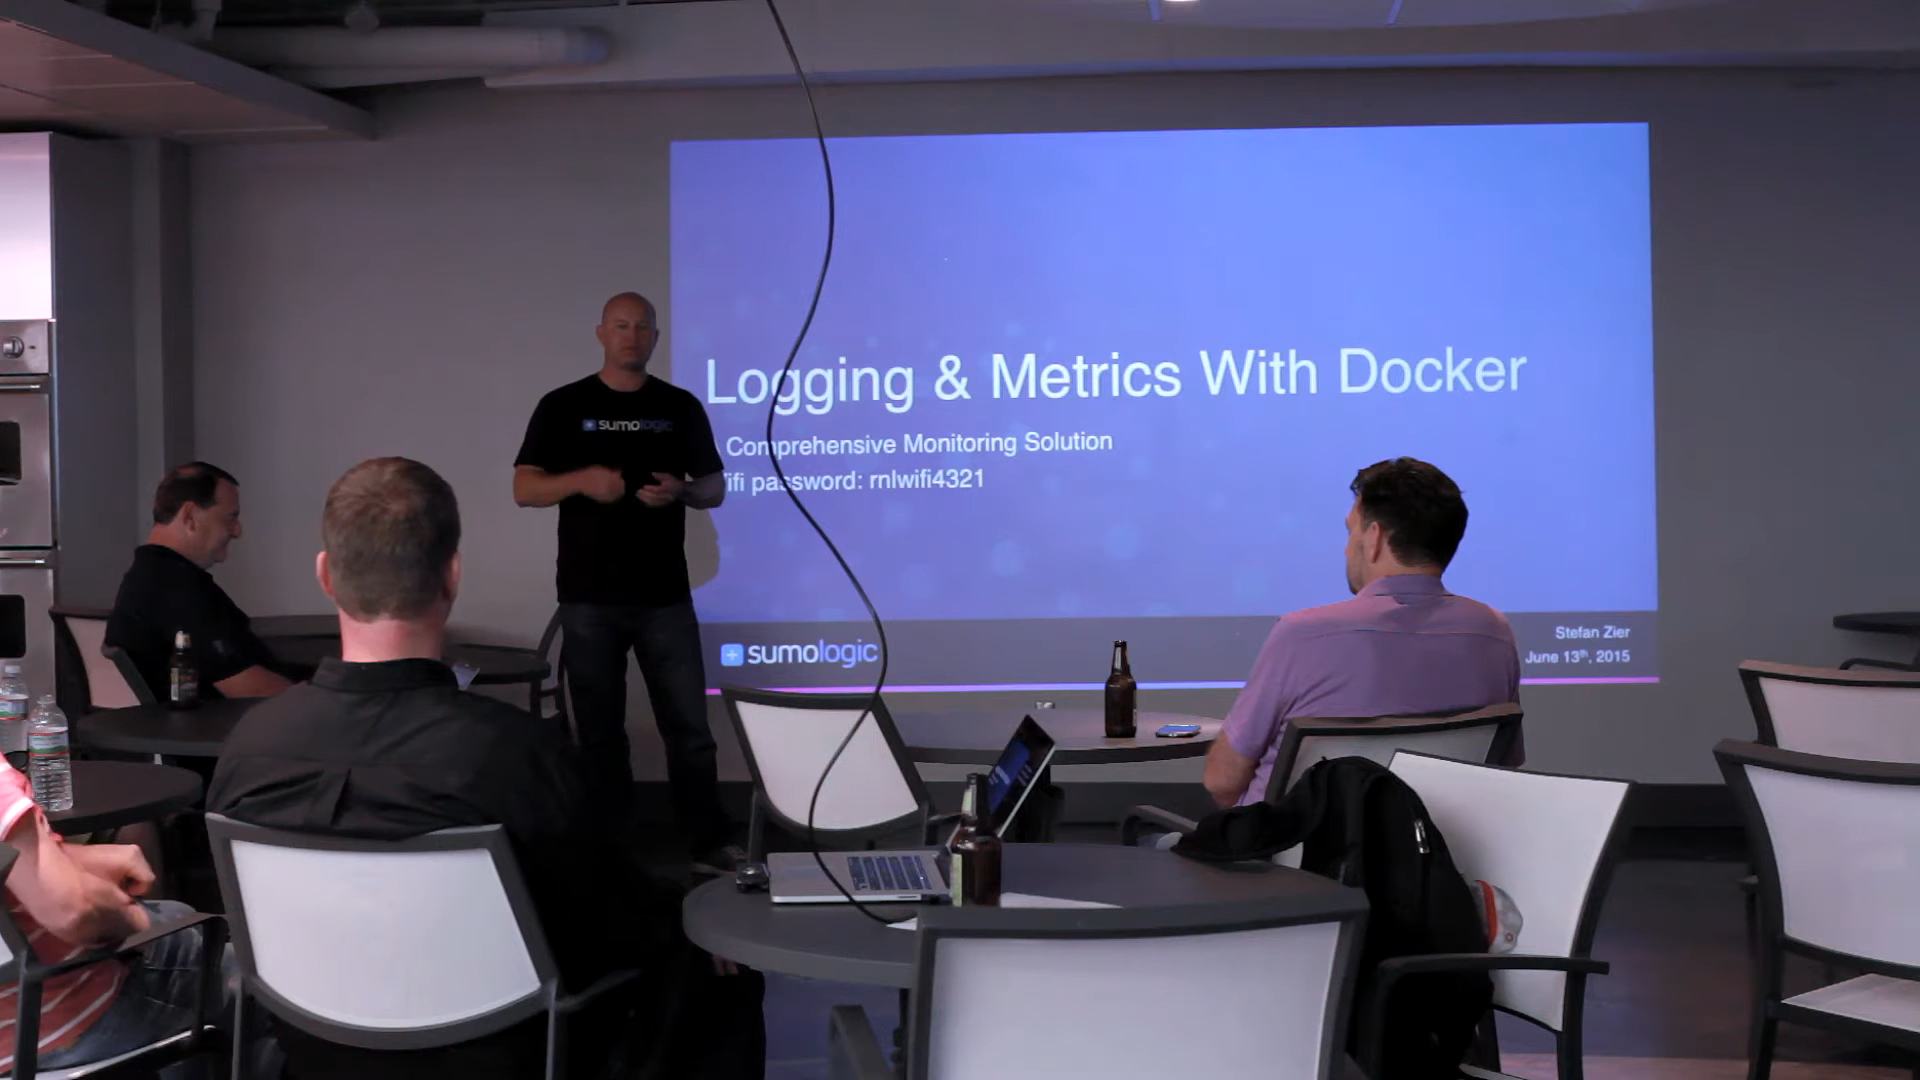 sumologic
Logging & Metrics With Docker
Comprehensive Monitoring Solution
password: rnlwifi4321
sumologic
Stefan Zier
June 13th, 2015